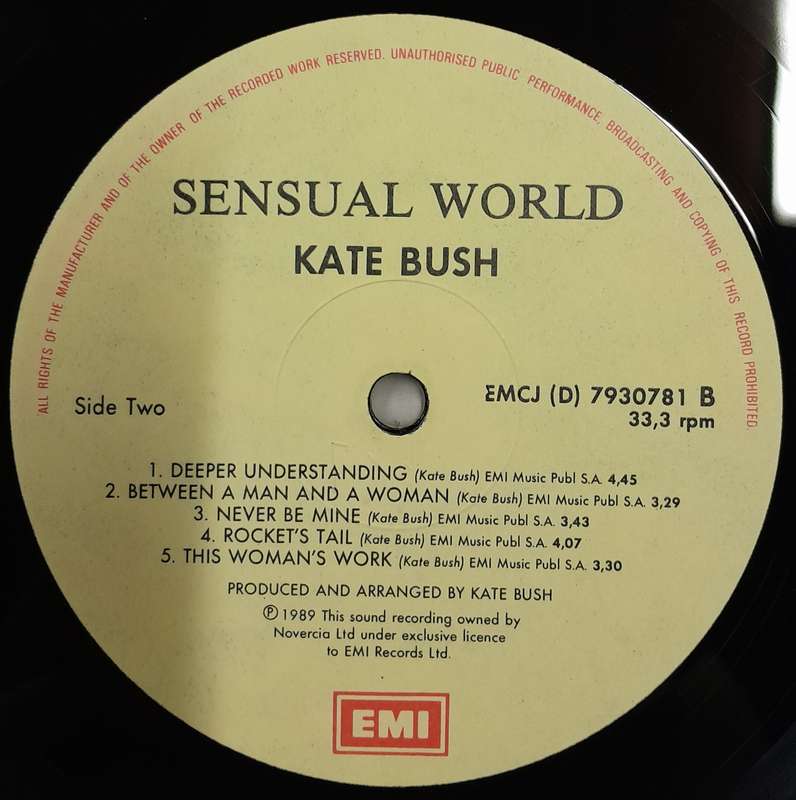 ALL RIGHTS OF THE MANUFACTURER AND OF THE OWNER OF THE RECORDED WORK RESERVED. UNAUTHORISED PUBLIC PERFORMANCE, BROADCASTING AND COPYING OF THIS RECORD PROHIBITED.
SENSUAL WORLD
KATE BUSH
Side Two
EMCJ (D) 7930781 B
33,3 rpm
1. DEEPER UNDERSTANDING (Kate Bush) EMI Music Publ S.A. 4,45
2. BETWEEN A MAN AND A WOMAN (Kate Bush) EMI Music Publ S.A. 3,29
3. NEVER BE MINE (Kate Bush) EMI Music Publ S.A. 3,43
4. ROCKET'S TAIL (Kate Bush) EMI Music Publ S.A. 4,07
5. THIS WOMAN'S WORK (Kate Bush) EMI Music Publ S.A. 3,30
PRODUCED AND ARRANGED BY KATE BUSH
℗ 1989 This sound recording owned by
Novercia Ltd under exclusive licence
to EMI Records Ltd.
EMI